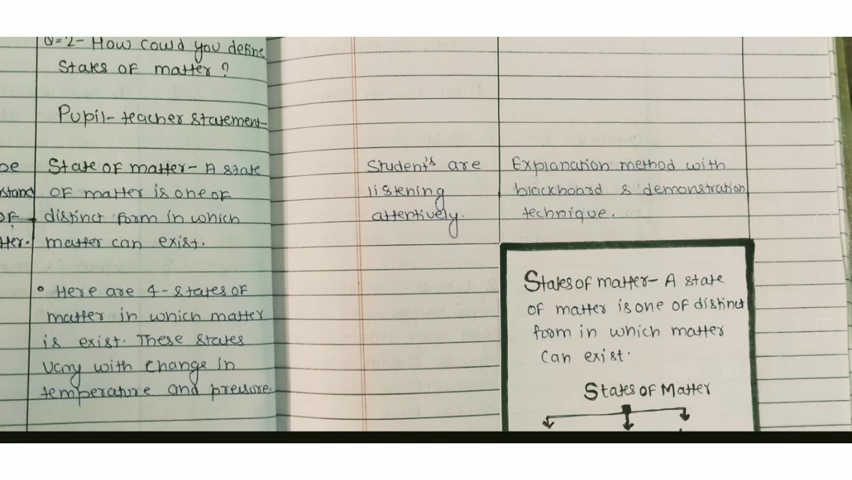 Q=2- How could you define
States of matter ?
Pupil-teacher statement
State of matter- A state
of matter is one of
distinct form in which
matter can exist.
• Here are 4-states of
matter in which matter
is exist. These states
vary with change in
temperature and pressure.
Student's are
listening
attentively.
Explanation method with
blackboard & demonstration
technique.
States of matter- A state
of matter is one of distinct
form in which matter
can exist.
States of Matter